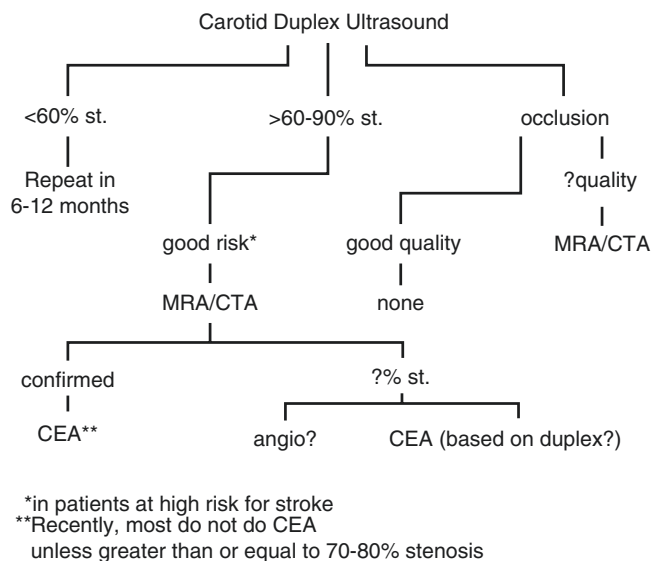 Carotid Duplex Ultrasound
<60% st.
>60-90% st.
occlusion
Repeat in
6-12 months
?quality
good risk*
good quality
MRA/CTA
MRA/CTA
none
confirmed
?% st.
CEA**
angio?
CEA (based on duplex?)
*in patients at high risk for stroke
**Recently, most do not do CEA
unless greater than or equal to 70-80% stenosis